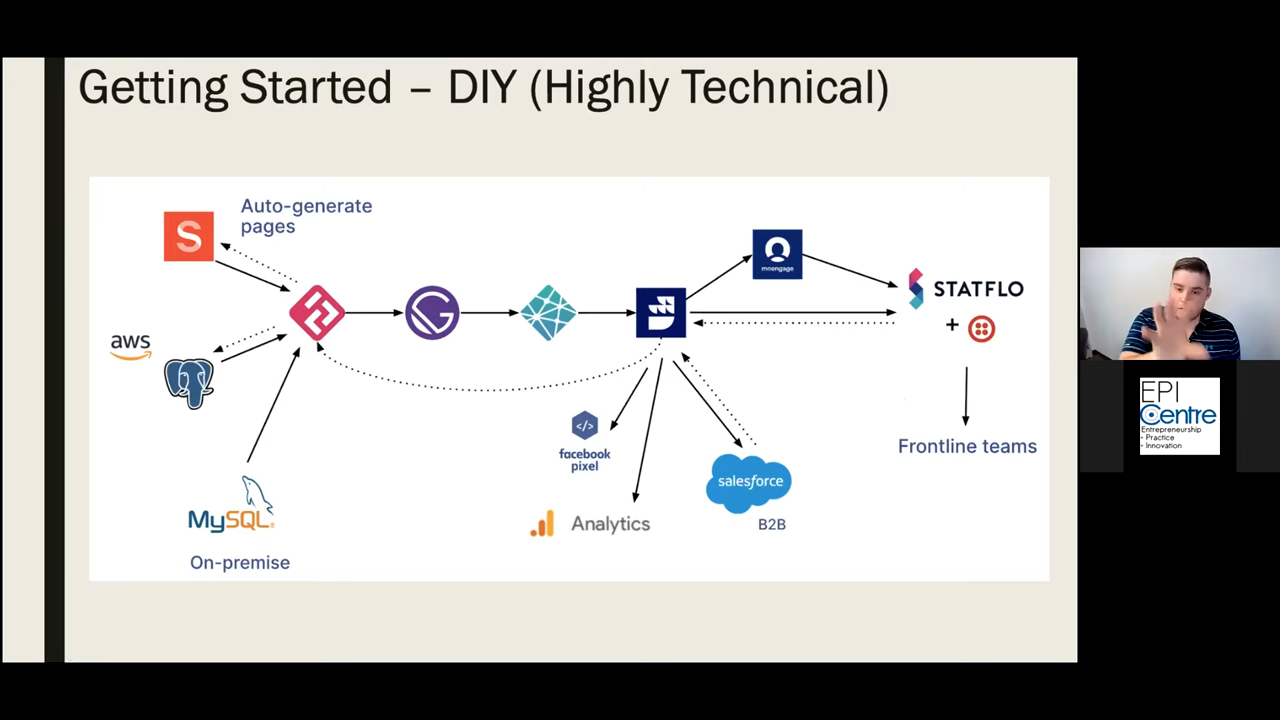 Getting Started – DIY (Highly Technical)
Auto-generate
pages
S
aws
MySQL
On-premise
G
moengage
STATFLO
+
Frontline teams
</>
facebook
pixel
Analytics
salesforce
B2B
EPI
Centre
Entrepreneurship
+ Practice
+ Innovation